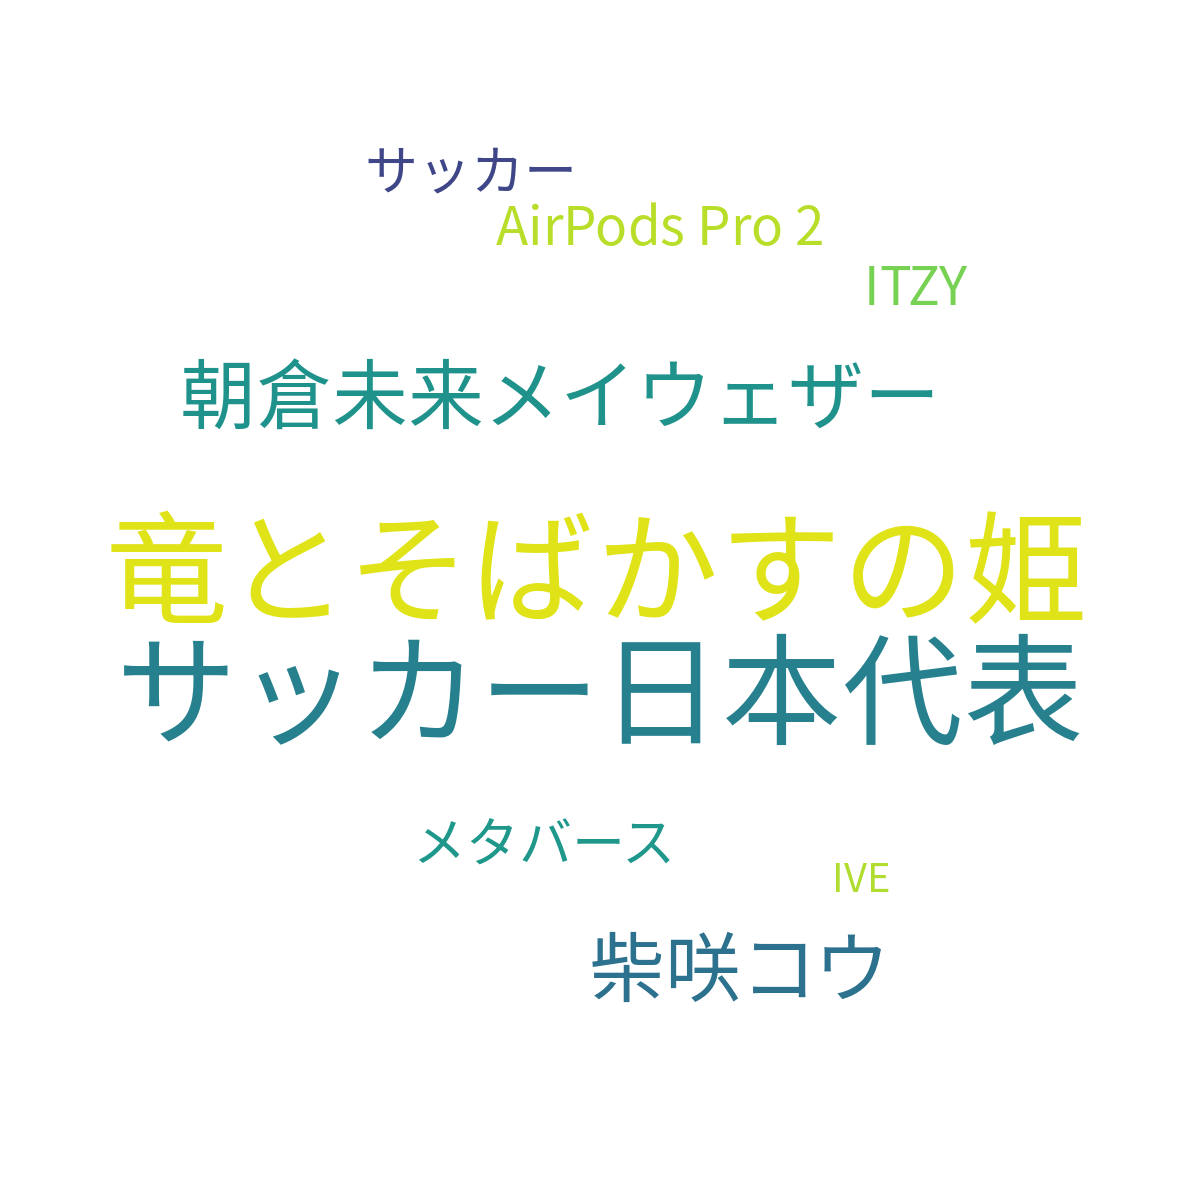 サッカー
AirPods Pro 2
ITZY
朝倉未来メイウェザー
竜とそばかすの姫
サッカー日本代表
メタバース
IVE
柴咲コウ